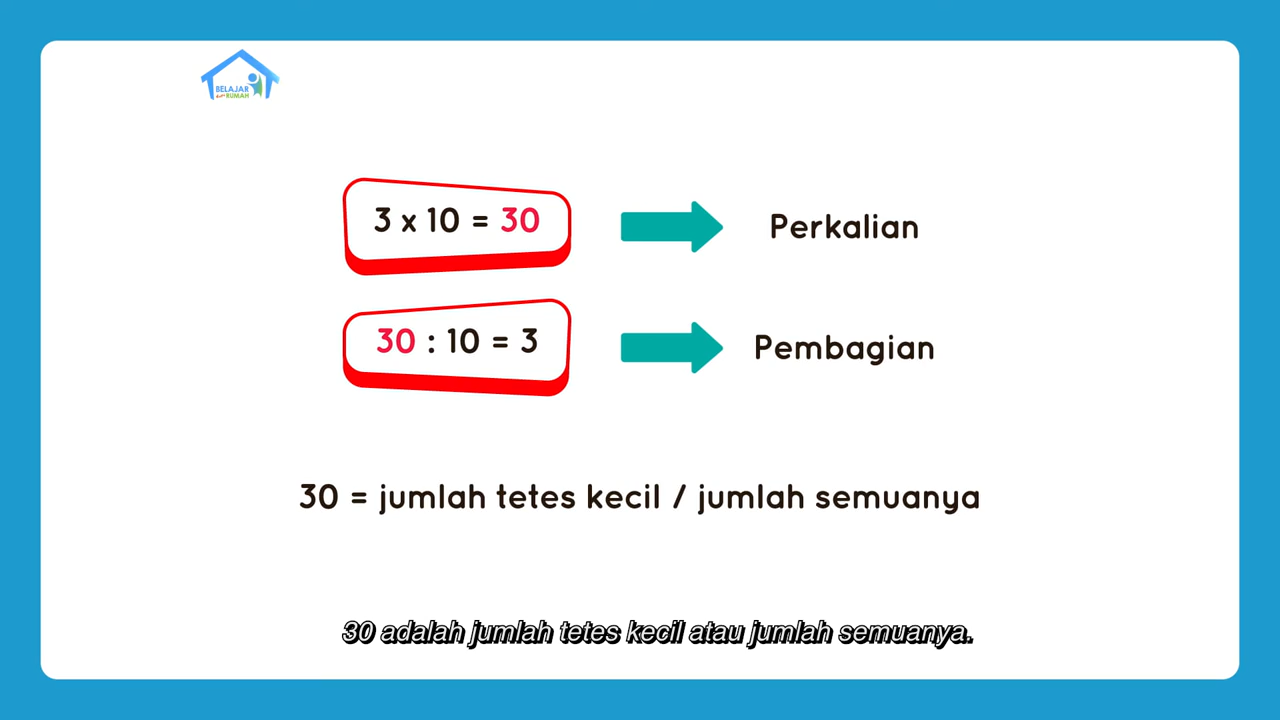 BELAJAR
dari RUMAH
3 x 10 = 30
Perkalian
30 : 10 = 3
Pembagian
30 = jumlah tetes kecil / jumlah semuanya
30 adalah jumlah tetes kecil atau jumlah semuanya.